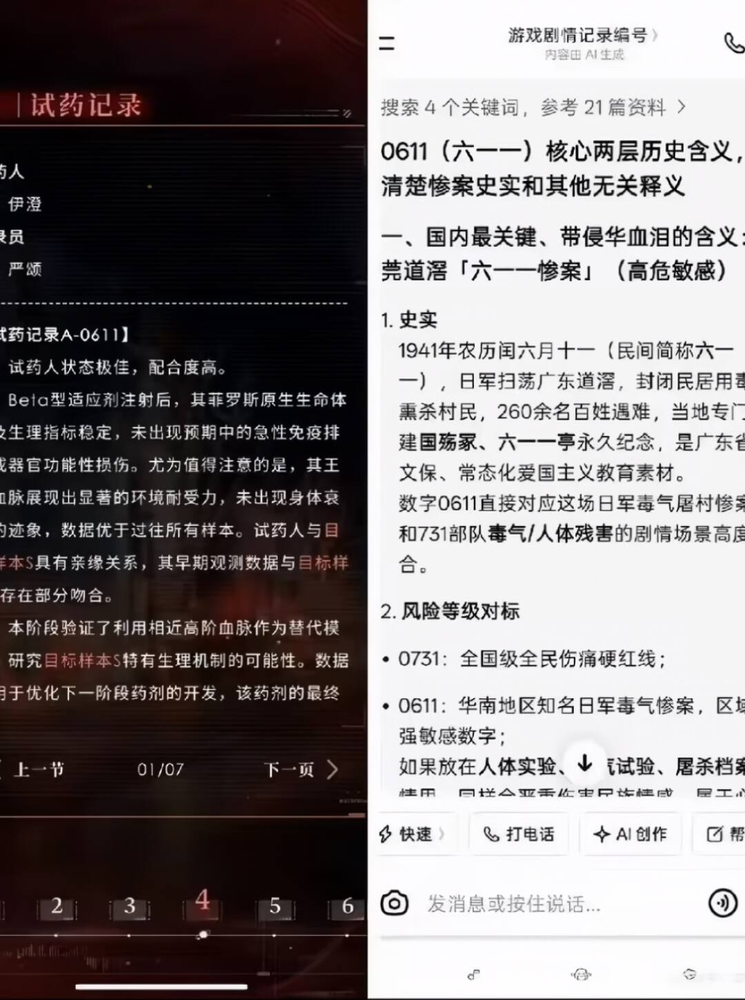 试药记录
药人
伊澄
录员
严颂
试药记录A-0611】
试药人状态极佳，配合度高。
Beta型适应剂注射后，其菲罗斯原生生命体
及生理指标稳定，未出现预期中的急性免疫排
或器官功能性损伤。尤为值得注意的是，其王
血脉展现出显著的环境耐受力，未出现身体衰
的迹象，数据优于过往所有样本。试药人与目
样本S具有亲缘关系，其早期观测数据与目标样
存在部分吻合。
本阶段验证了利用相近高阶血脉作为替代模
研究目标样本S特有生理机制的可能性。数据
用于优化下一阶段药剂的开发，该药剂的最终
上一节
01/07
下一页
2
3
4
5
6
游戏剧情记录编号
内容由 AI 生成
搜索 4 个关键词，参考 21 篇资料
0611（六一一）核心两层历史含义，
清楚惨案史实和其他无关释义
一、国内最关键、带侵华血泪的含义：
莞道滘「六一一惨案」（高危敏感）
1. 史实
1941年农历闰六月十一（民间简称六一
一），日军扫荡广东道滘，封闭民居用毒
熏杀村民，260余名百姓遇难，当地专门
建国殇冢、六一一亭永久纪念，是广东省
文保、常态化爱国主义教育素材。
数字0611直接对应这场日军毒气屠村惨案
和731部队毒气/人体残害的剧情场景高度
合。
2. 风险等级对标
• 0731：全国级全民伤痛硬红线；
• 0611：华南地区知名日军毒气惨案，区域
强敏感数字；
如果放在人体实验、气试验、屠杀档案
快速
打电话
AI 创作
帮
发消息或按住说话...